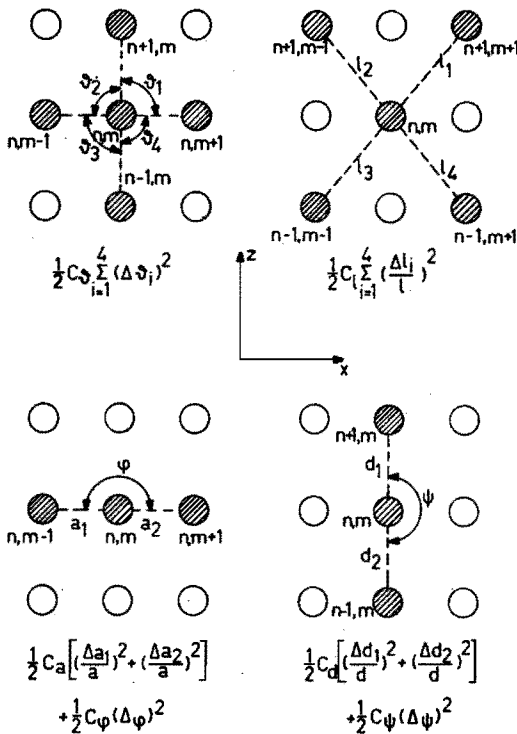 n+1,m
ϑ₂ ϑ₁
n,m-1 n,m n,m+1
ϑ₃ ϑ₄
n-1,m
½C_ϑ Σ_{i=1}^{4} (Δϑ_i)²
n+1,m-1 n+1,m+1
l₂ l₁
n,m
l₃ l₄
n-1,m-1 n-1,m+1
½C_l Σ_{i=1}^{4} (Δl_i/l)²
z
x
φ
a₁ a₂
n,m-1 n,m n,m+1
½C_a[(Δa₁/a)²+(Δa₂/a)²]
+½C_φ(Δφ)²
n+1,m
d₁
n,m ψ
d₂
n-1,m
½C_d[(Δd₁/d)²+(Δd₂/d)²]
+½C_ψ(Δψ)²